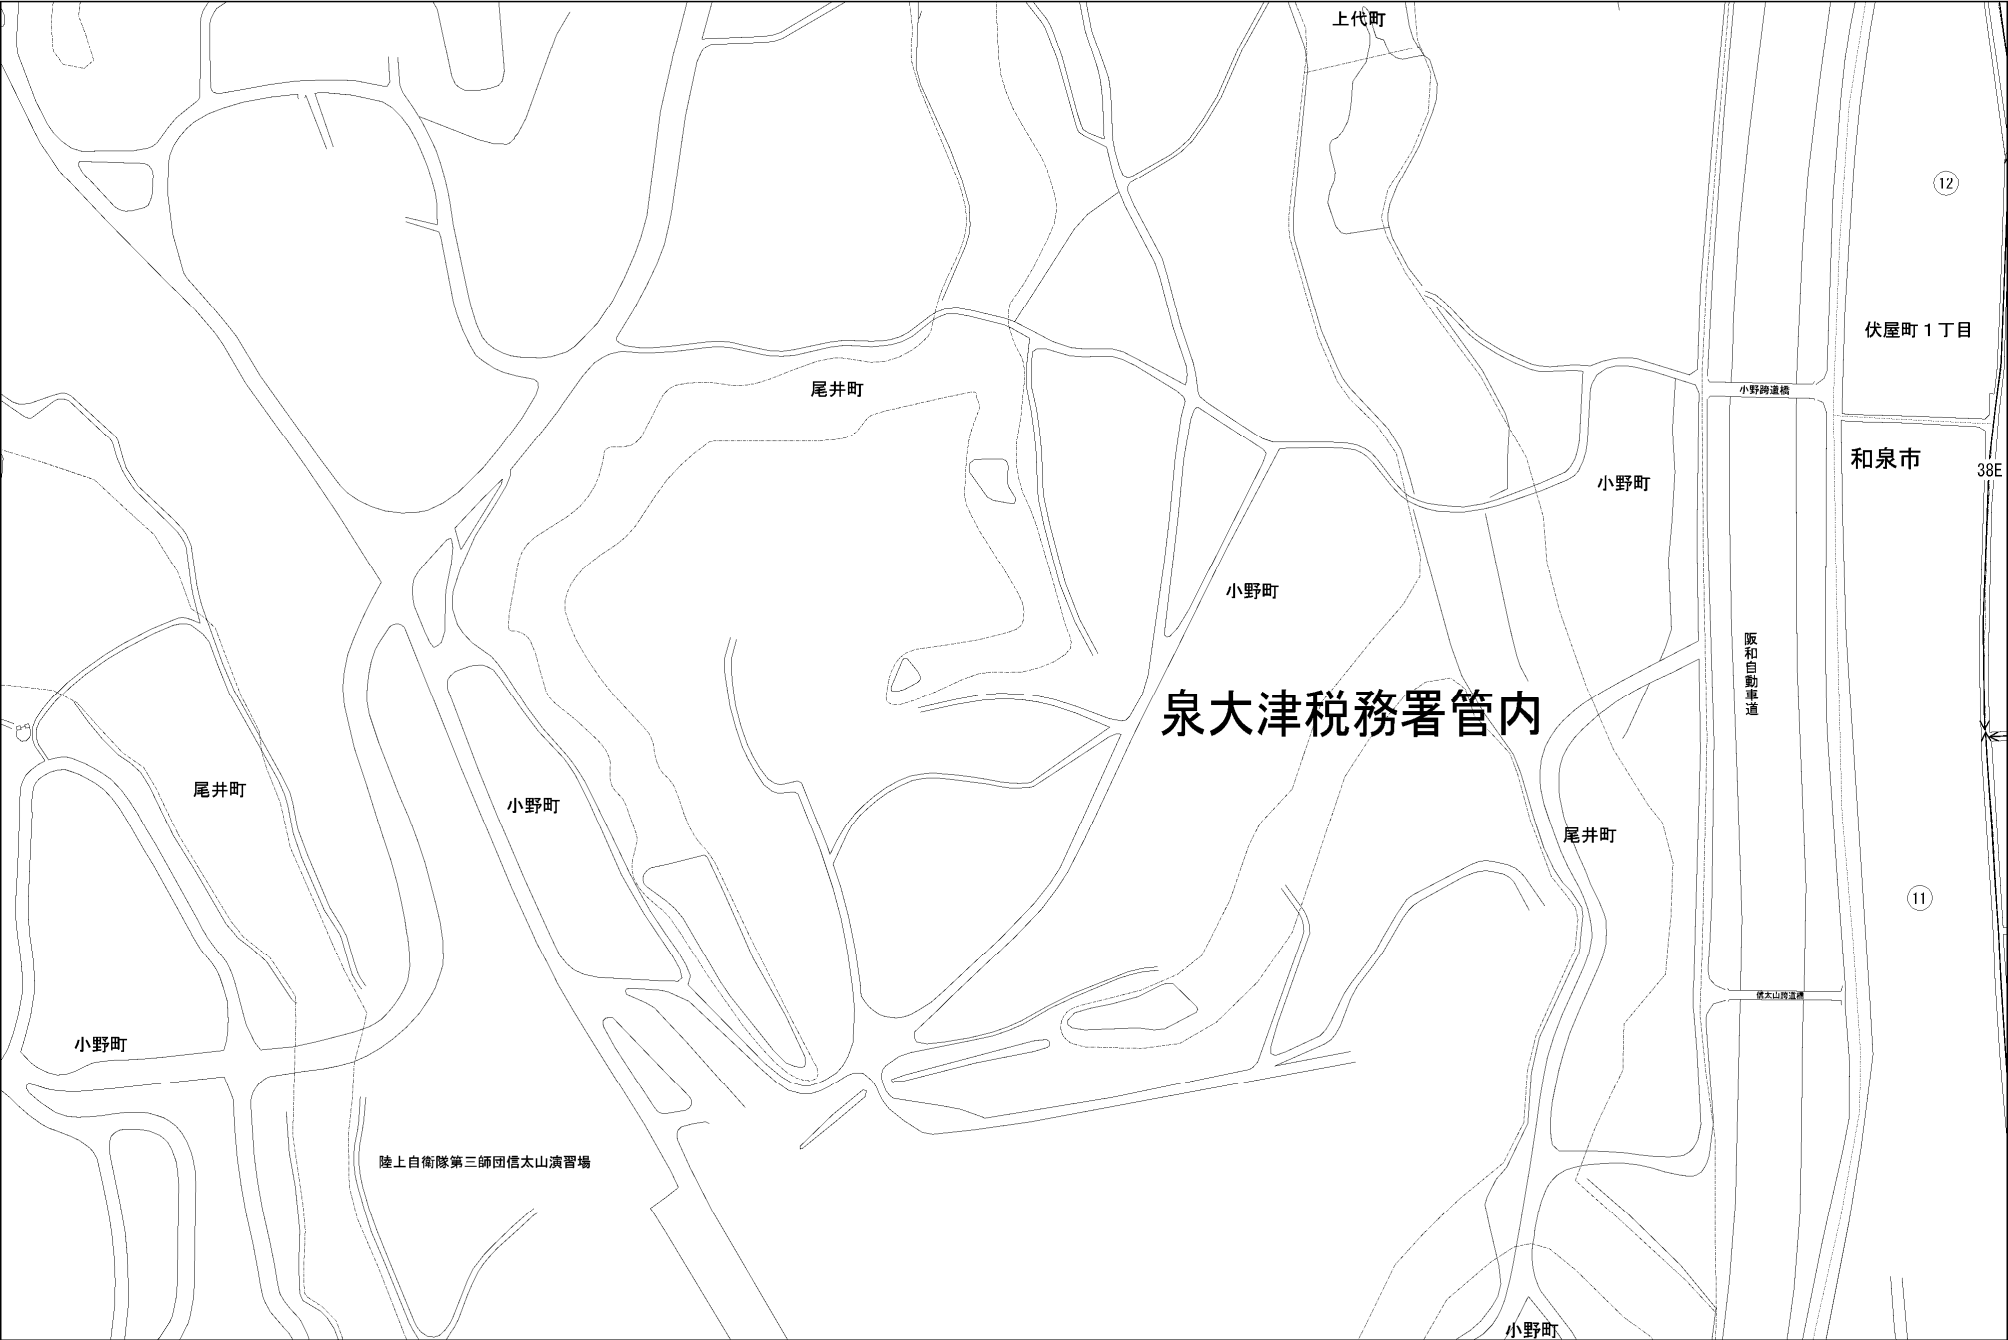 上代町
12
伏屋町1丁目
尾井町
小野跨道橋
和泉市
38E
小野町
小野町
阪和自動車道
泉大津税務署管内
尾井町
小野町
尾井町
11
信太山跨道橋
小野町
陸上自衛隊第三師団信太山演習場
小野町